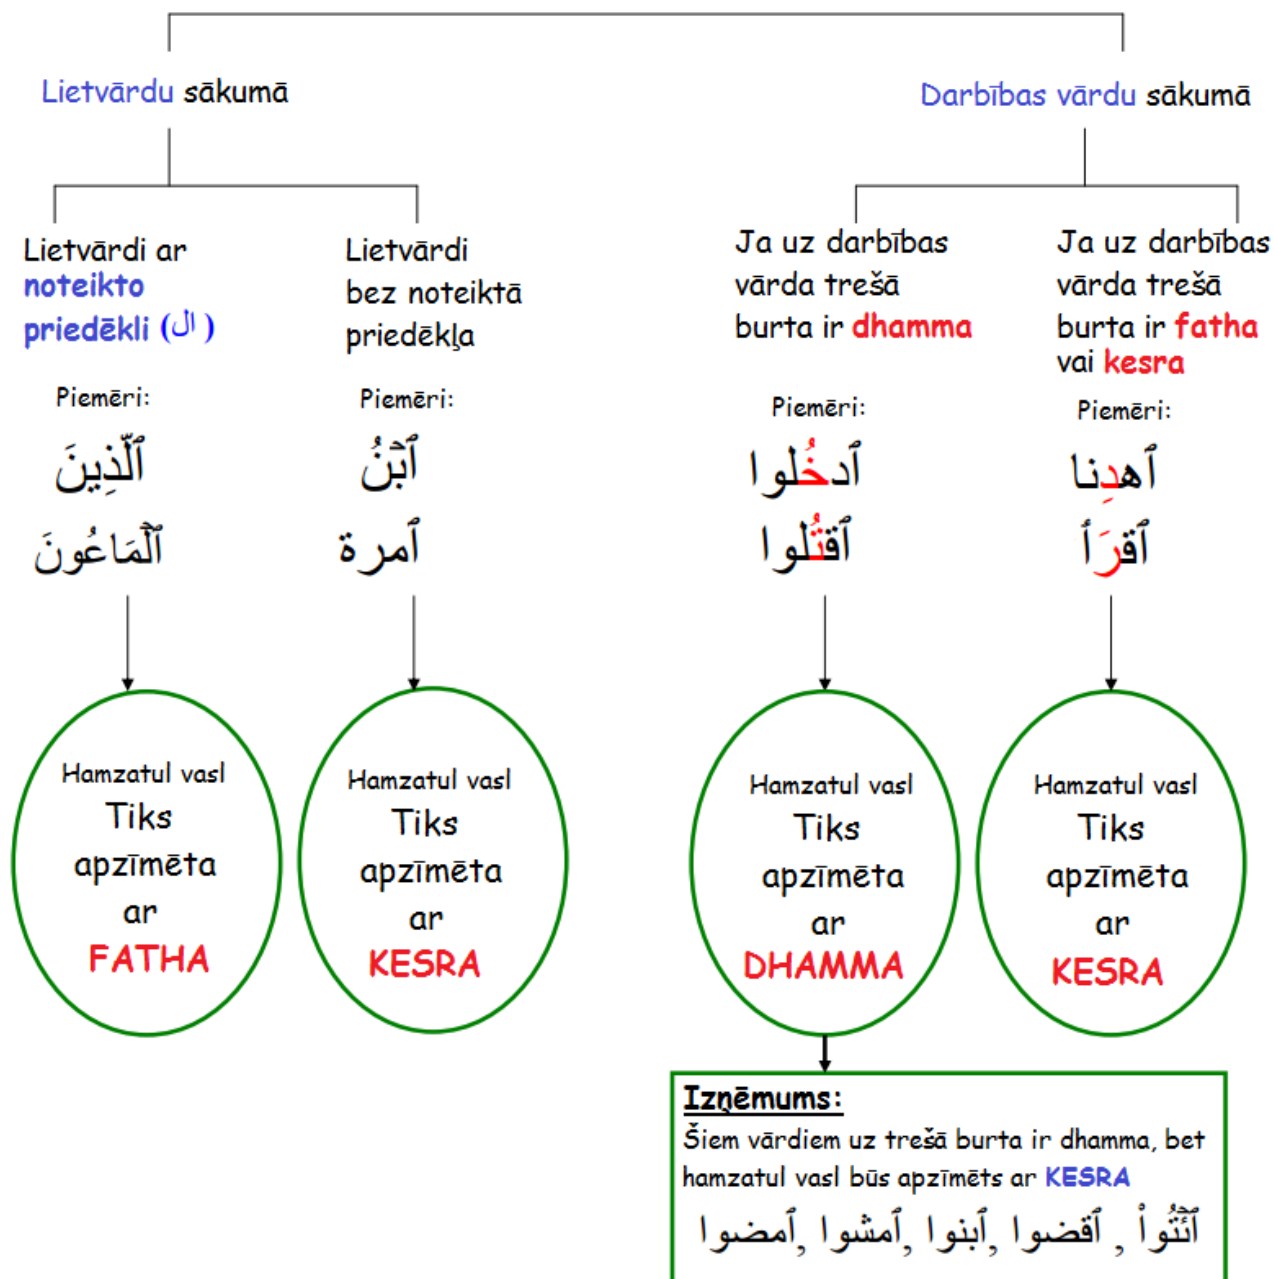 Lietvārdu sākumā
Darbības vārdu sākumā
Lietvārdi ar
noteikto
priedēkli (ال )
Lietvārdi
bez noteiktā
priedēkļa
Ja uz darbības
vārda trešā
burta ir dhamma
Ja uz darbības
vārda trešā
burta ir fatha
vai kesra
Piemēri:
ٱلَّذِينَ
ٱلْمَاعُونَ
Piemēri:
ٱبْنُ
ٱمرة
Piemēri:
ٱدخُلوا
ٱقتُلوا
Piemēri:
ٱهدِنا
ٱقرَأ
Hamzatul vasl
Tiks
apzīmēta
ar
FATHA
Hamzatul vasl
Tiks
apzīmēta
ar
KESRA
Hamzatul vasl
Tiks
apzīmēta
ar
DHAMMA
Hamzatul vasl
Tiks
apzīmēta
ar
KESRA
Izņēmums:
Šiem vārdiem uz trešā burta ir dhamma, bet
hamzatul vasl būs apzīmēts ar KESRA
ٱئْتُواْ , ٱقضوا ,ٱبنوا ,ٱمشوا ,ٱمضوا